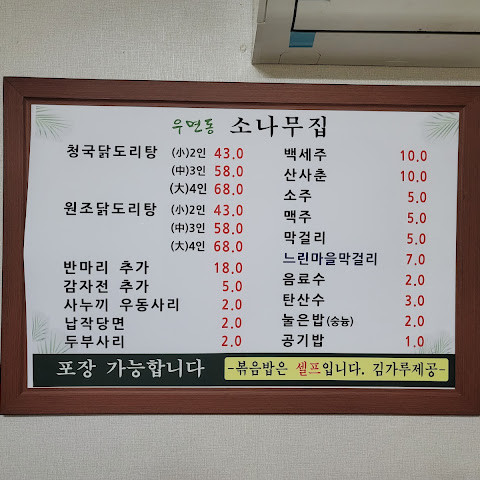 우면동 소나무집
청국닭도리탕 (小)2인 43.0
(中)3인 58.0
(大)4인 68.0
원조닭도리탕 (小)2인 43.0
(中)3인 58.0
(大)4인 68.0
반마리 추가 18.0
감자전 추가 5.0
사누끼 우동사리 2.0
납작당면 2.0
두부사리 2.0
백세주 10.0
산사춘 10.0
소주 5.0
맥주 5.0
막걸리 5.0
느린마을막걸리 7.0
음료수 2.0
탄산수 3.0
눌은밥(숭늉) 2.0
공기밥 1.0
포장 가능합니다
-볶음밥은 셀프입니다. 김가루제공-